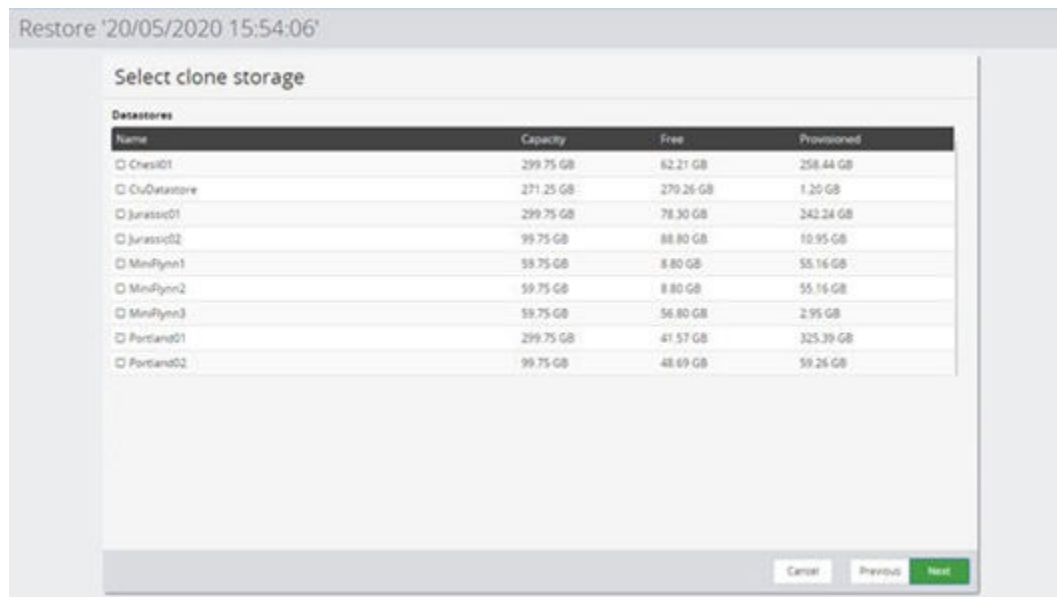 Restore '20/05/2020 15:54:06'
Select clone storage
Datastores
Name Capacity Free Provisioned
Chesil01 299.75 GB 62.21 GB 258.44 GB
CluDatastore 271.25 GB 270.26 GB 1.20 GB
Jurassic01 299.75 GB 78.30 GB 242.24 GB
Jurassic02 99.75 GB 88.80 GB 10.95 GB
MiniFlynn1 59.75 GB 8.80 GB 55.16 GB
MiniFlynn2 59.75 GB 8.80 GB 55.16 GB
MiniFlynn3 59.75 GB 56.80 GB 2.95 GB
Portland01 299.75 GB 41.57 GB 325.39 GB
Portland02 99.75 GB 48.69 GB 59.26 GB
Cancel Previous Next